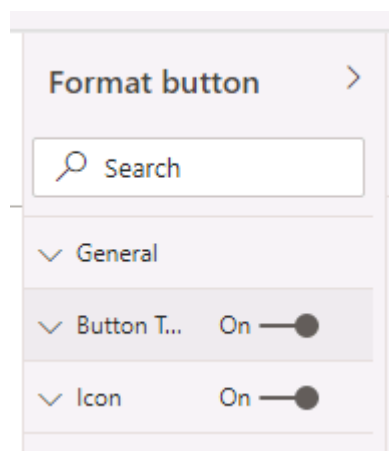 Format button
Search
General
Button T... On
Icon On